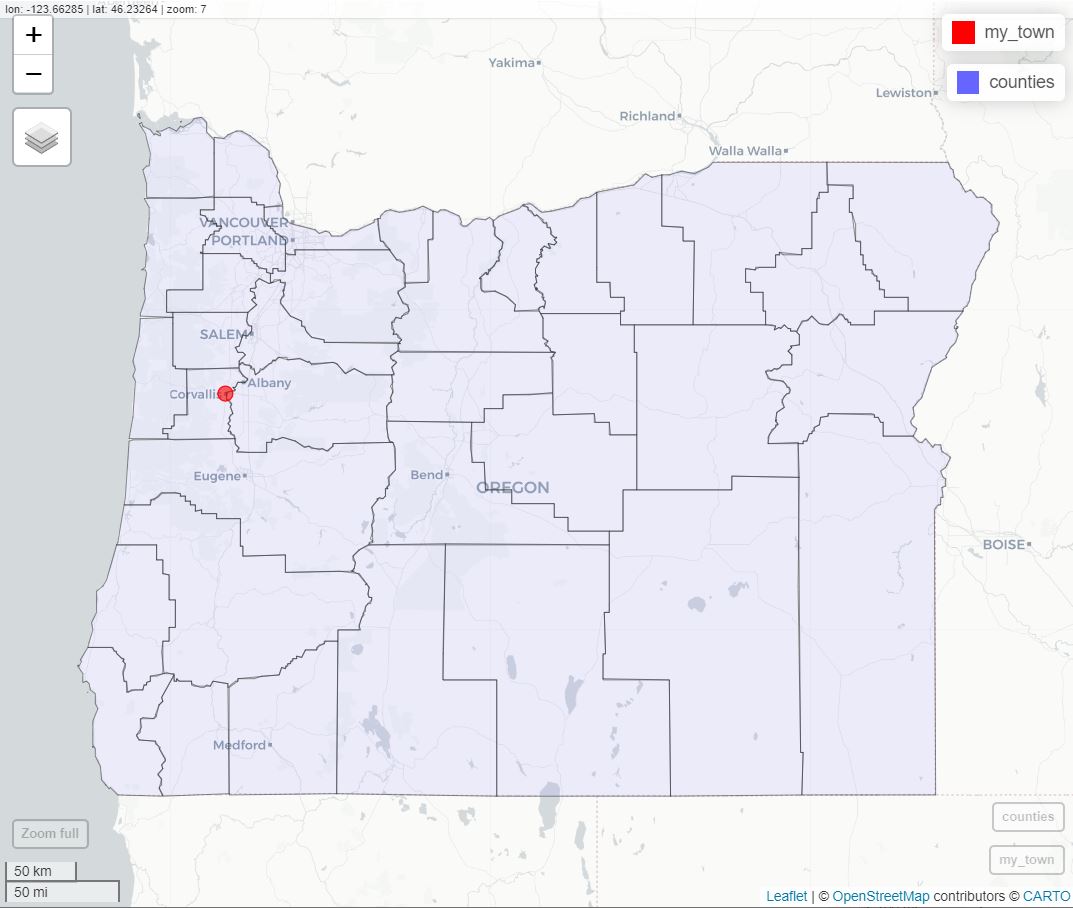 lon: -123.66285 | lat: 46.23264 | zoom: 7
+
−
my_town
counties
Yakima
Lewiston
Richland
Walla Walla
VANCOUVER
PORTLAND
SALEM
Albany
Corvalli
Eugene
Bend
OREGON
BOISE
Medford
Zoom full
counties
my_town
50 km
50 mi
Leaflet | © OpenStreetMap contributors © CARTO